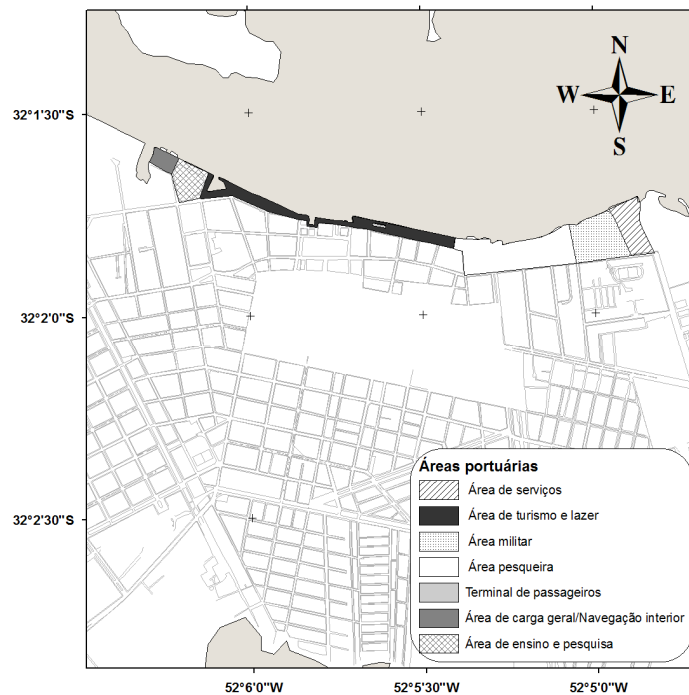 N
W E
S
32°1'30"S
32°2'0"S
32°2'30"S
Áreas portuárias
Área de serviços
Área de turismo e lazer
Área militar
Área pesqueira
Terminal de passageiros
Área de carga geral/Navegação interior
Área de ensino e pesquisa
52°6'0"W 52°5'30"W 52°5'0"W